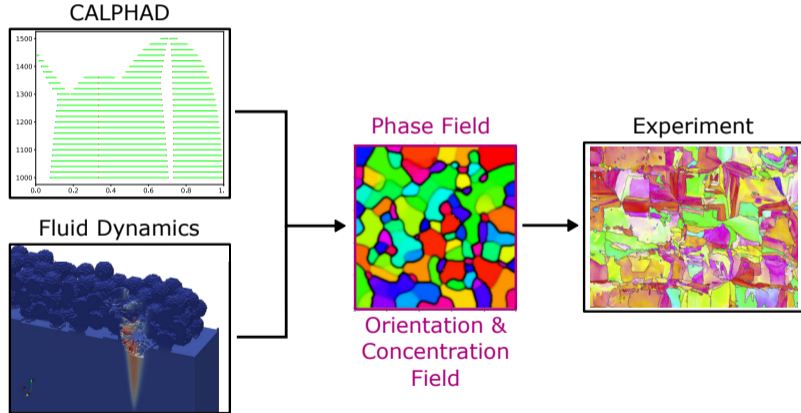 CALPHAD
1500
1400
1300
1200
1100
1000
0.0 0.2 0.4 0.6 0.8 1.0
Fluid Dynamics
Phase Field
Orientation &
Concentration
Field
Experiment